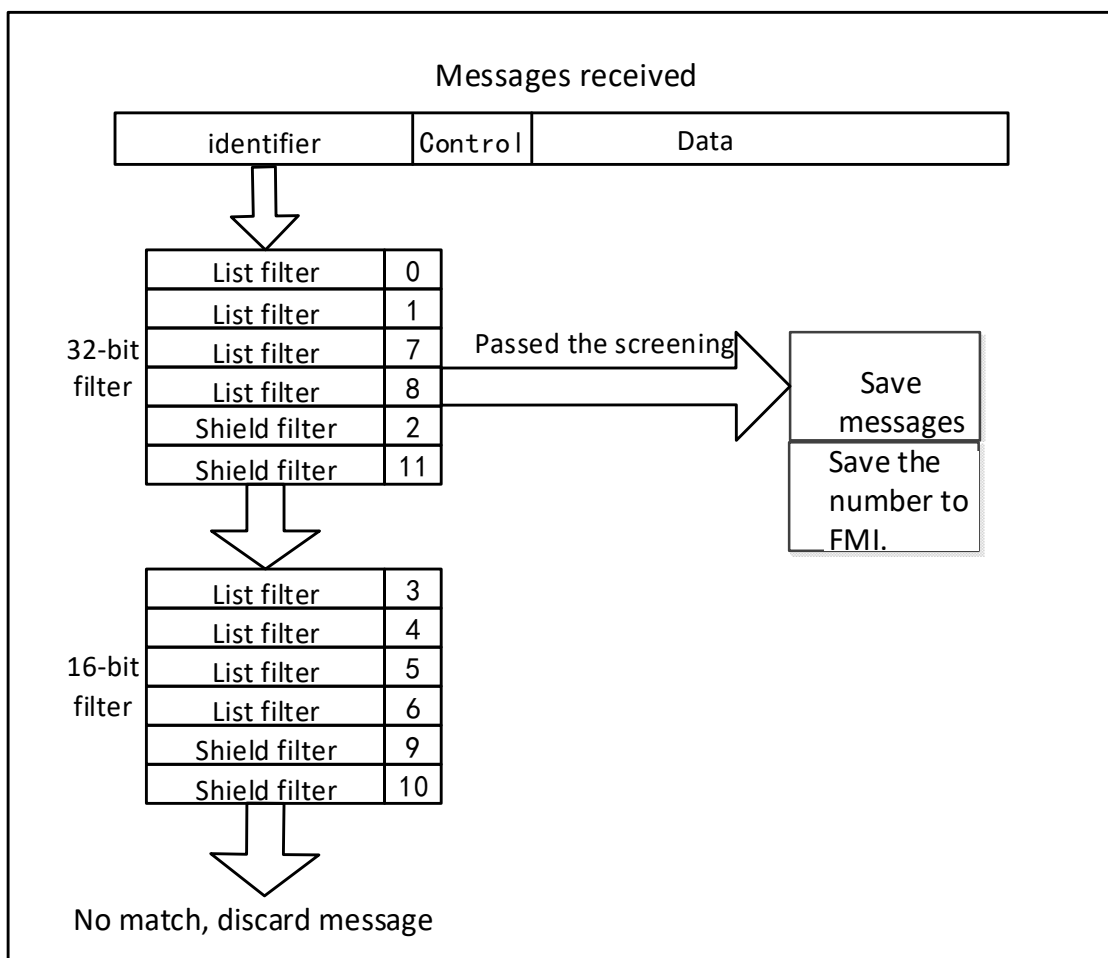 Messages received
identifier Control Data
List filter 0
List filter 1
32-bit filter
List filter 7
List filter 8
Shield filter 2
Shield filter 11
Passed the screening
Save
messages
Save the
number to
FMI.
List filter 3
List filter 4
16-bit
filter
List filter 5
List filter 6
Shield filter 9
Shield filter 10
No match, discard message